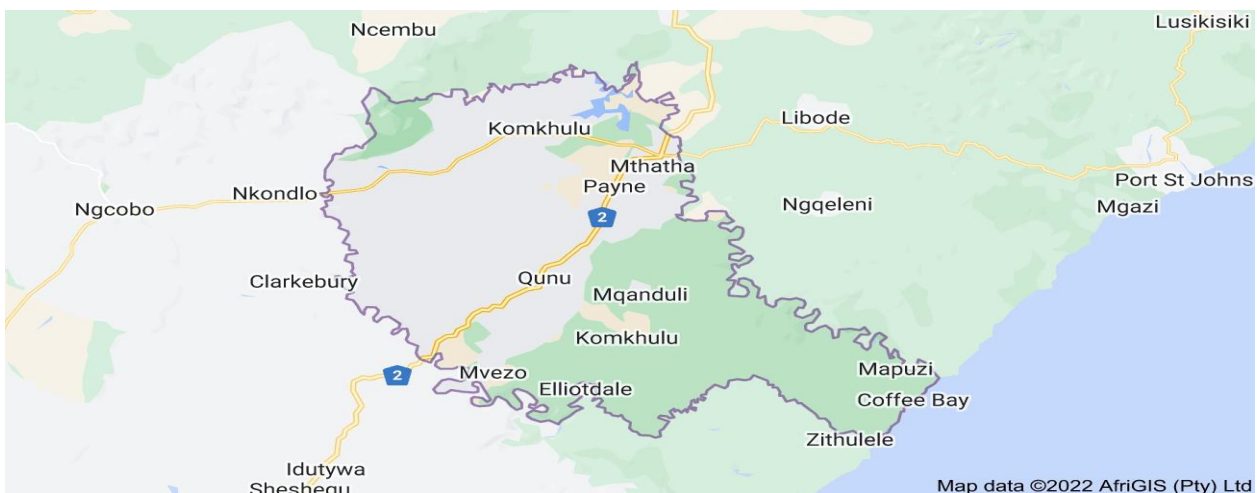 Lusikisiki
Ncembu
Libode
Komkhulu
Mthatha
Port St Johns
Payne
Nkondlo
Ngcobo
Ngqeleni
Mgazi
2
Clarkebury
Qunu
Mqanduli
Komkhulu
2
Mvezo
Mapuzi
Elliotdale
Coffee Bay
Zithulele
Idutywa
Sheshegu
Map data ©2022 AfriGIS (Pty) Ltd